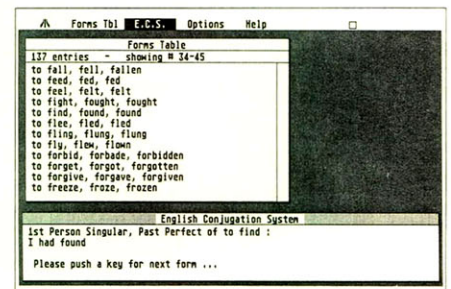 Forms Tbl E.C.S. Options Help
Forms Table
137 entries - showing # 34-45
to fall, fell, fallen
to feed, fed, fed
to feel, felt, felt
to fight, fought, fought
to find, found, found
to flee, fled, fled
to fling, flung, flung
to fly, flew, flown
to forbid, forbade, forbidden
to forget, forgot, forgotten
to forgive, forgave, forgiven
to freeze, froze, frozen
English Conjugation System
1st Person Singular, Past Perfect of to find :
I had found
Please push a key for next form ...